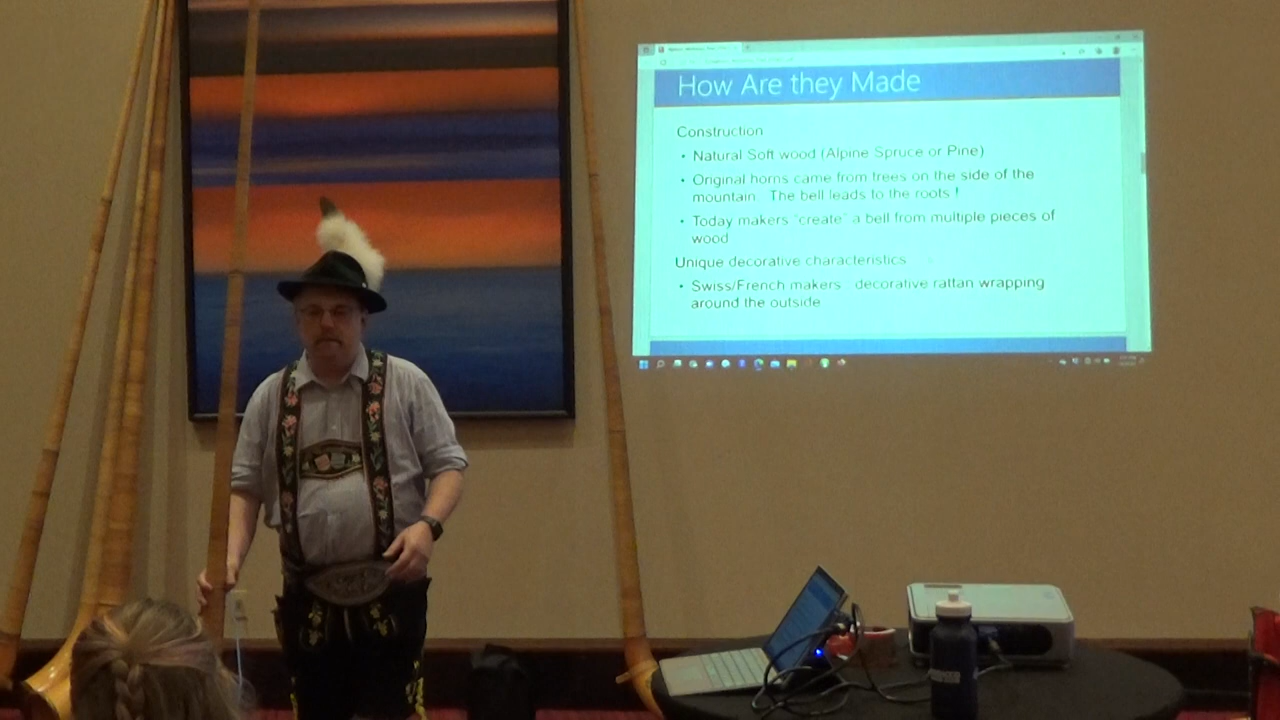 How Are they Made
Construction
• Natural Soft wood (Alpine Spruce or Pine)
• Original horns came from trees on the side of the
mountain The bell leads to the roots !
• Today makers "create" a bell from multiple pieces of
wood
Unique decorative characteristics
• Swiss/French makers decorative rattan wrapping
around the outside